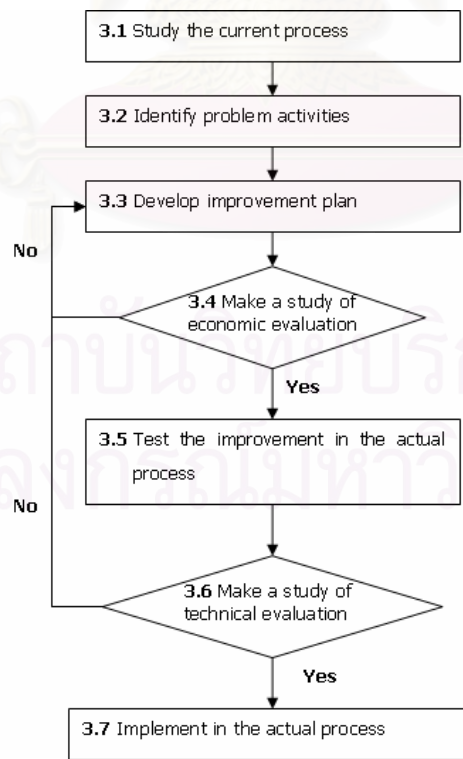 3.1 Study the current process
3.2 Identify problem activities
3.3 Develop improvement plan
No
3.4 Make a study of
economic evaluation
Yes
3.5 Test the improvement in the actual
process
No
3.6 Make a study of
technical evaluation
Yes
3.7 Implement in the actual process